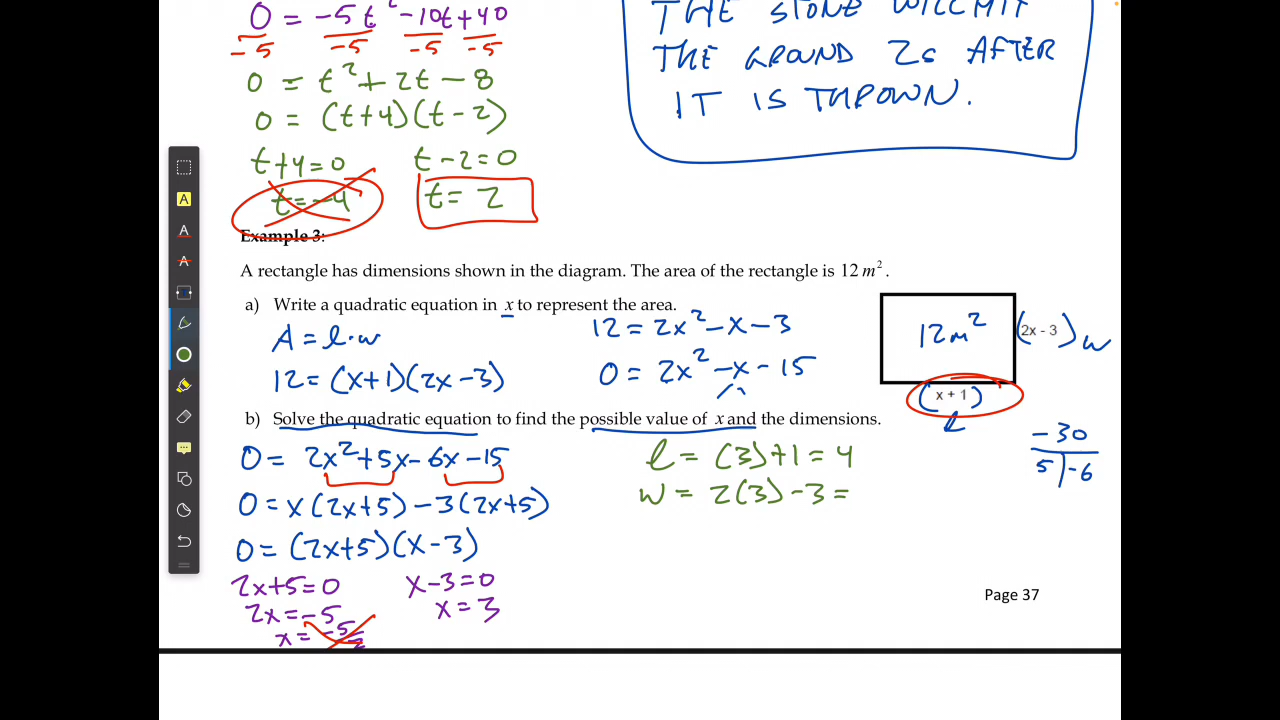 THE STONE WILL HIT
0 = -5t² -10t + 40
-5 -5 -5 -5
THE GROUND 2s AFTER
IT IS THROWN.
0 = t² + 2t - 8
0 = (t+4)(t-2)
t+4=0 t-2=0
t=-4 t= 2
Example 3:
A rectangle has dimensions shown in the diagram. The area of the rectangle is 12 m².
a) Write a quadratic equation in x to represent the area.
A = l·w
12 = (x+1)(2x-3)
12 = 2x² - x - 3
0 = 2x² - x - 15
12m²
(2x - 3) w
(x + 1)
l
b) Solve the quadratic equation to find the possible value of x and the dimensions.
0 = 2x² + 5x - 6x - 15
0 = x(2x+5) - 3(2x+5)
0 = (2x+5)(x-3)
2x+5=0 x-3=0
2x=-5 x=3
x= -5/2
l = (3)+1 = 4
w = 2(3)-3 =
-30
5 | -6
A
A
A
Page 37